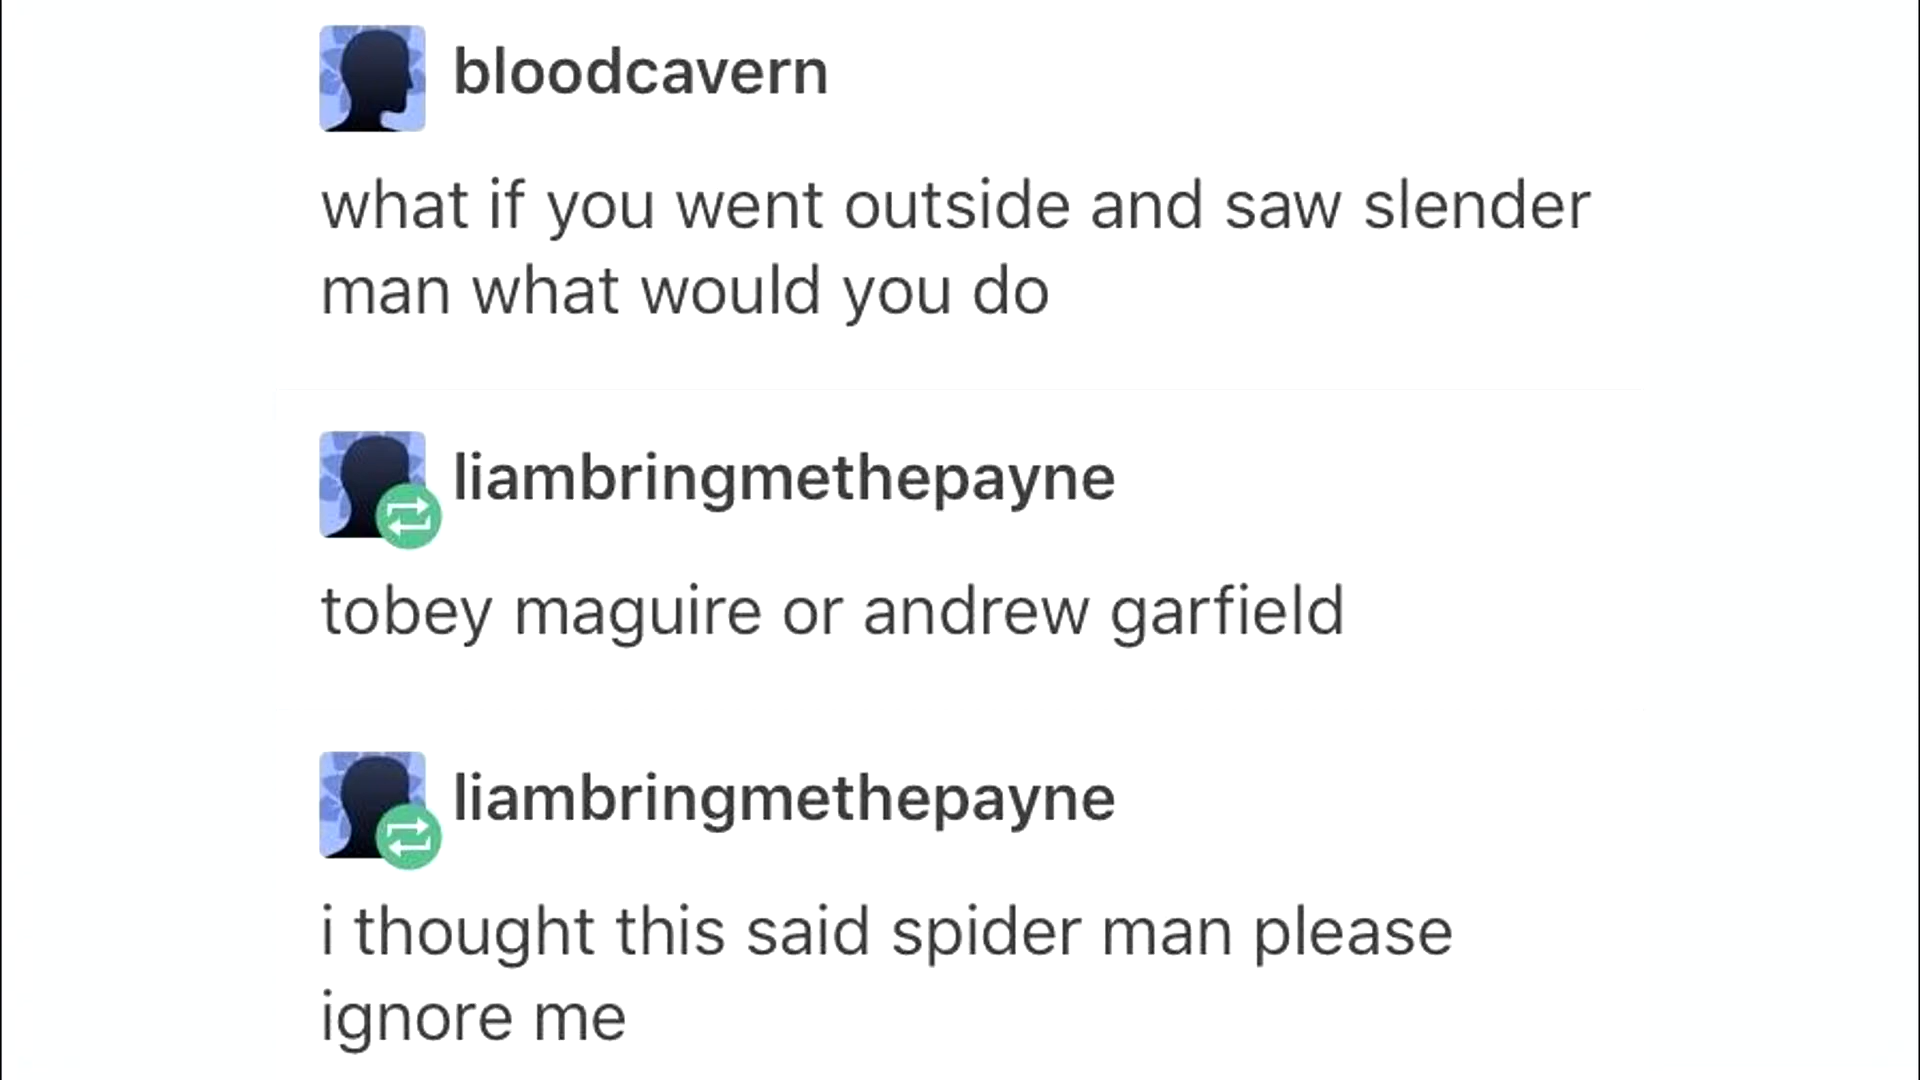 bloodcavern
what if you went outside and saw slender
man what would you do
liambringmethepayne
tobey maguire or andrew garfield
liambringmethepayne
i thought this said spider man please
ignore me